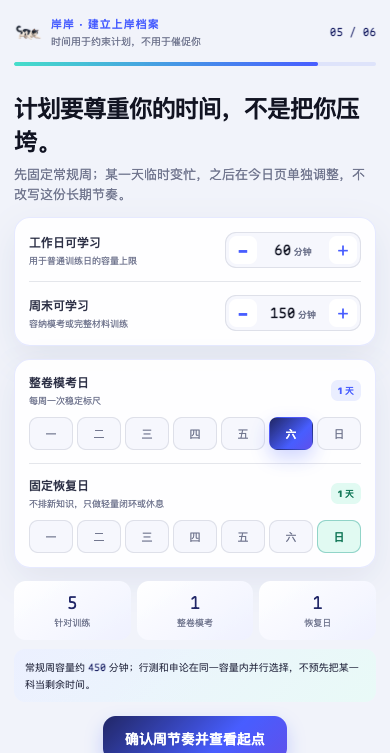 岸岸 · 建立上岸档案
时间用于约束计划，不用于催促你
05 / 06
计划要尊重你的时间，不是把你压
垮。
先固定常规周；某一天临时变忙，之后在今日页单独调整，不
改写这份长期节奏。
工作日可学习
用于普通训练日的容量上限
− 60 分钟 +
周末可学习
容纳模考或完整材料训练
− 150 分钟 +
整卷模考日
每周一次稳定标尺
1 天
一 二 三 四 五 六 日
固定恢复日
不排新知识，只做轻量闭环或休息
1 天
一 二 三 四 五 六 日
5 1 1
针对训练 整卷模考 恢复日
常规周容量约 450 分钟；行测和申论在同一容量内并行选择，不预先把某一
科当剩余时间。
确认周节奏并查看起点